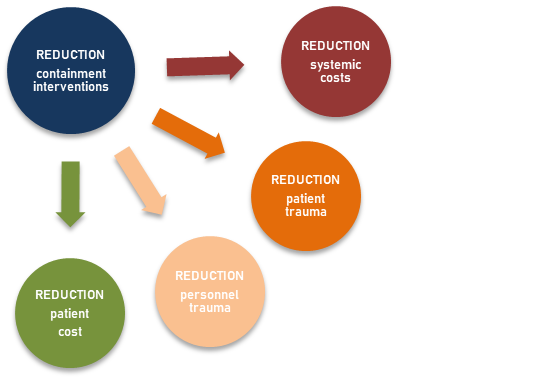 REDUCTION
containment
interventions
REDUCTION
systemic
costs
REDUCTION
patient
trauma
REDUCTION
personnel
trauma
REDUCTION
patient
cost